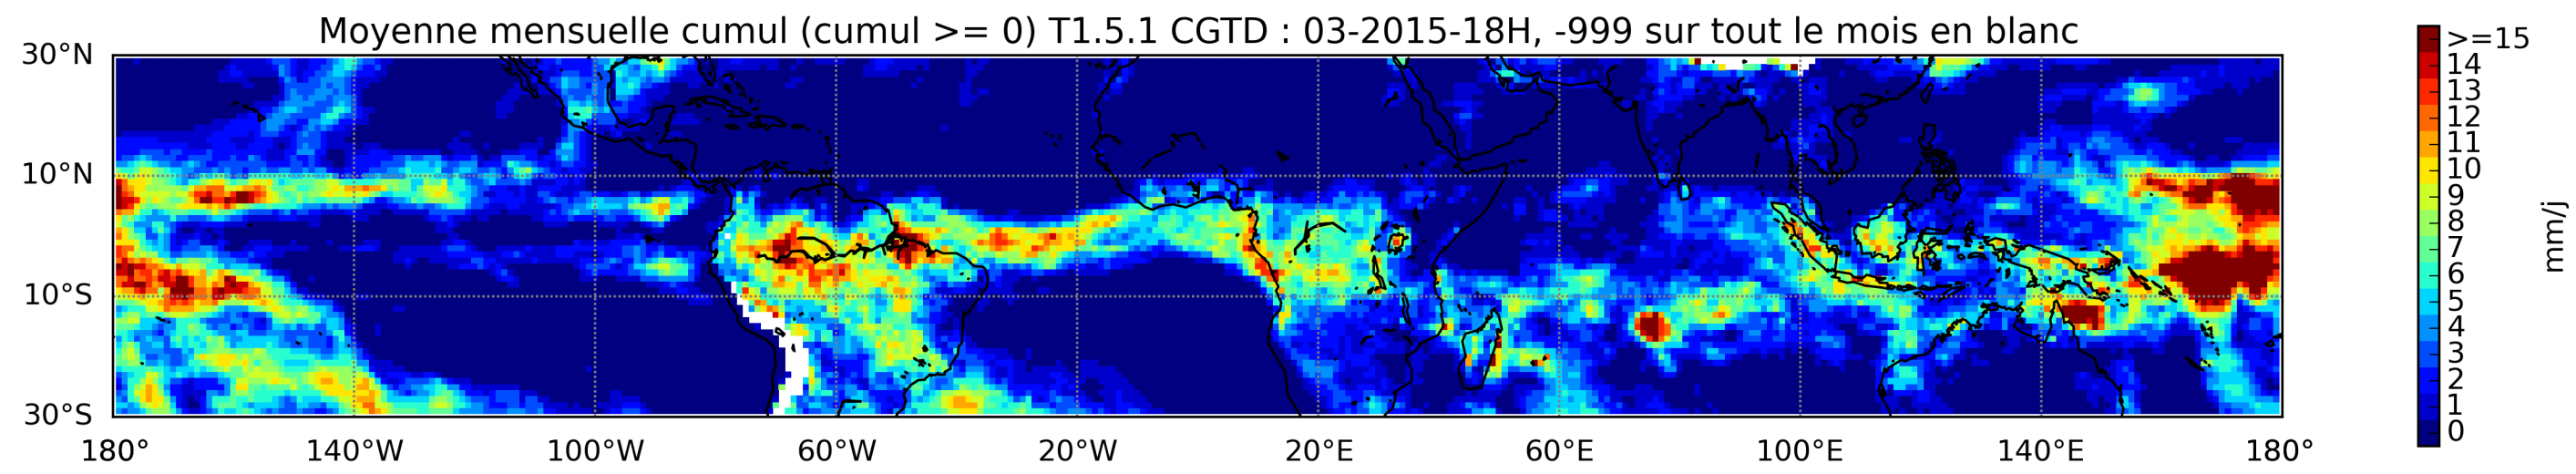 Moyenne mensuelle cumul (cumul >= 0) T1.5.1 CGTD : 03-2015-18H, -999 sur tout le mois en blanc
30°N
10°N
10°S
30°S
180°
140°W
100°W
60°W
20°W
20°E
60°E
100°E
140°E
180°
>=15
14
13
12
11
10
9
8
7
6
5
4
3
2
1
0
mm/j